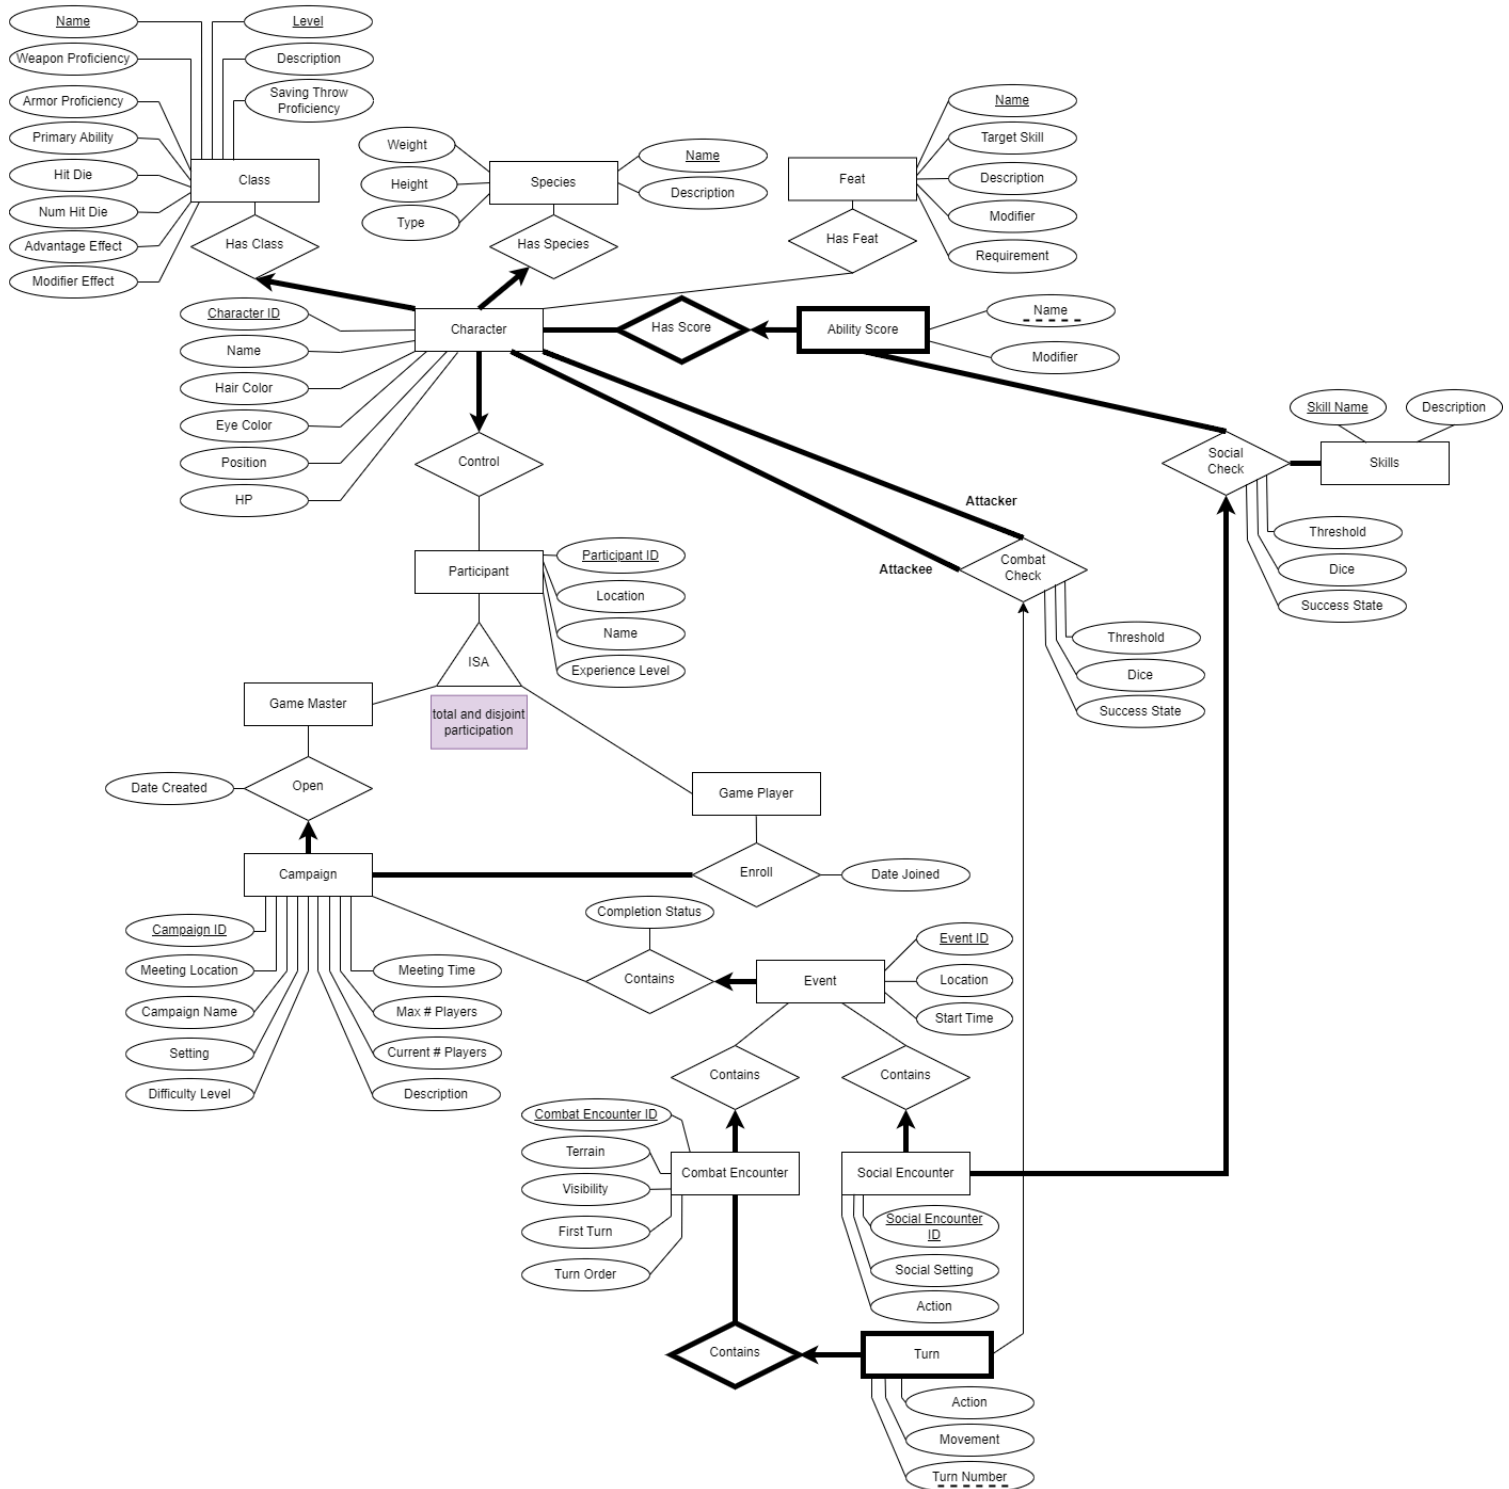 Name
Level
Weapon Proficiency
Description
Armor Proficiency
Saving Throw
Proficiency
Primary Ability
Hit Die
Num Hit Die
Advantage Effect
Modifier Effect
Class
Has Class
Weight
Height
Type
Species
Name
Description
Has Species
Feat
Has Feat
Name
Target Skill
Description
Modifier
Requirement
Character ID
Name
Hair Color
Eye Color
Position
HP
Character
Has Score
Ability Score
Name
Modifier
Skill Name
Description
Skills
Social
Check
Threshold
Dice
Success State
Control
Attacker
Attackee
Combat
Check
Threshold
Dice
Success State
Participant
Participant ID
Location
Name
Experience Level
ISA
total and disjoint
participation
Game Master
Date Created
Open
Game Player
Enroll
Date Joined
Campaign
Campaign ID
Meeting Location
Campaign Name
Setting
Difficulty Level
Meeting Time
Max # Players
Current # Players
Description
Completion Status
Contains
Event
Event ID
Location
Start Time
Contains
Contains
Combat Encounter ID
Terrain
Visibility
First Turn
Turn Order
Combat Encounter
Social Encounter
Social Encounter
ID
Social Setting
Action
Contains
Turn
Action
Movement
Turn Number